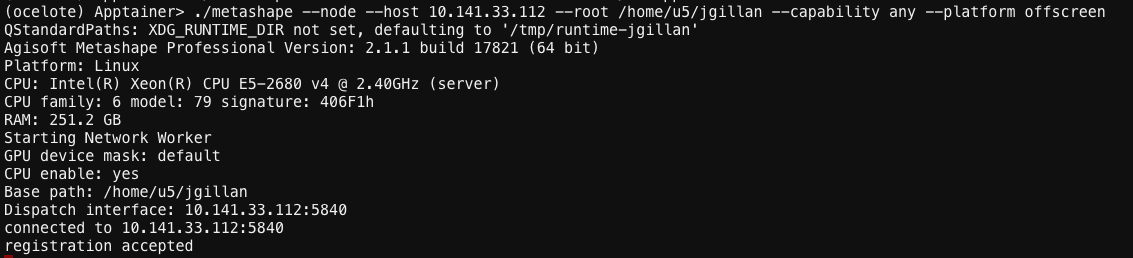 (ocelote) Apptainer> ./metashape --node --host 10.141.33.112 --root /home/u5/jgillan --capability any --platform offscreen
QStandardPaths: XDG_RUNTIME_DIR not set, defaulting to '/tmp/runtime-jgillan'
Agisoft Metashape Professional Version: 2.1.1 build 17821 (64 bit)
Platform: Linux
CPU: Intel(R) Xeon(R) CPU E5-2680 v4 @ 2.40GHz (server)
CPU family: 6 model: 79 signature: 406F1h
RAM: 251.2 GB
Starting Network Worker
GPU device mask: default
CPU enable: yes
Base path: /home/u5/jgillan
Dispatch interface: 10.141.33.112:5840
connected to 10.141.33.112:5840
registration accepted